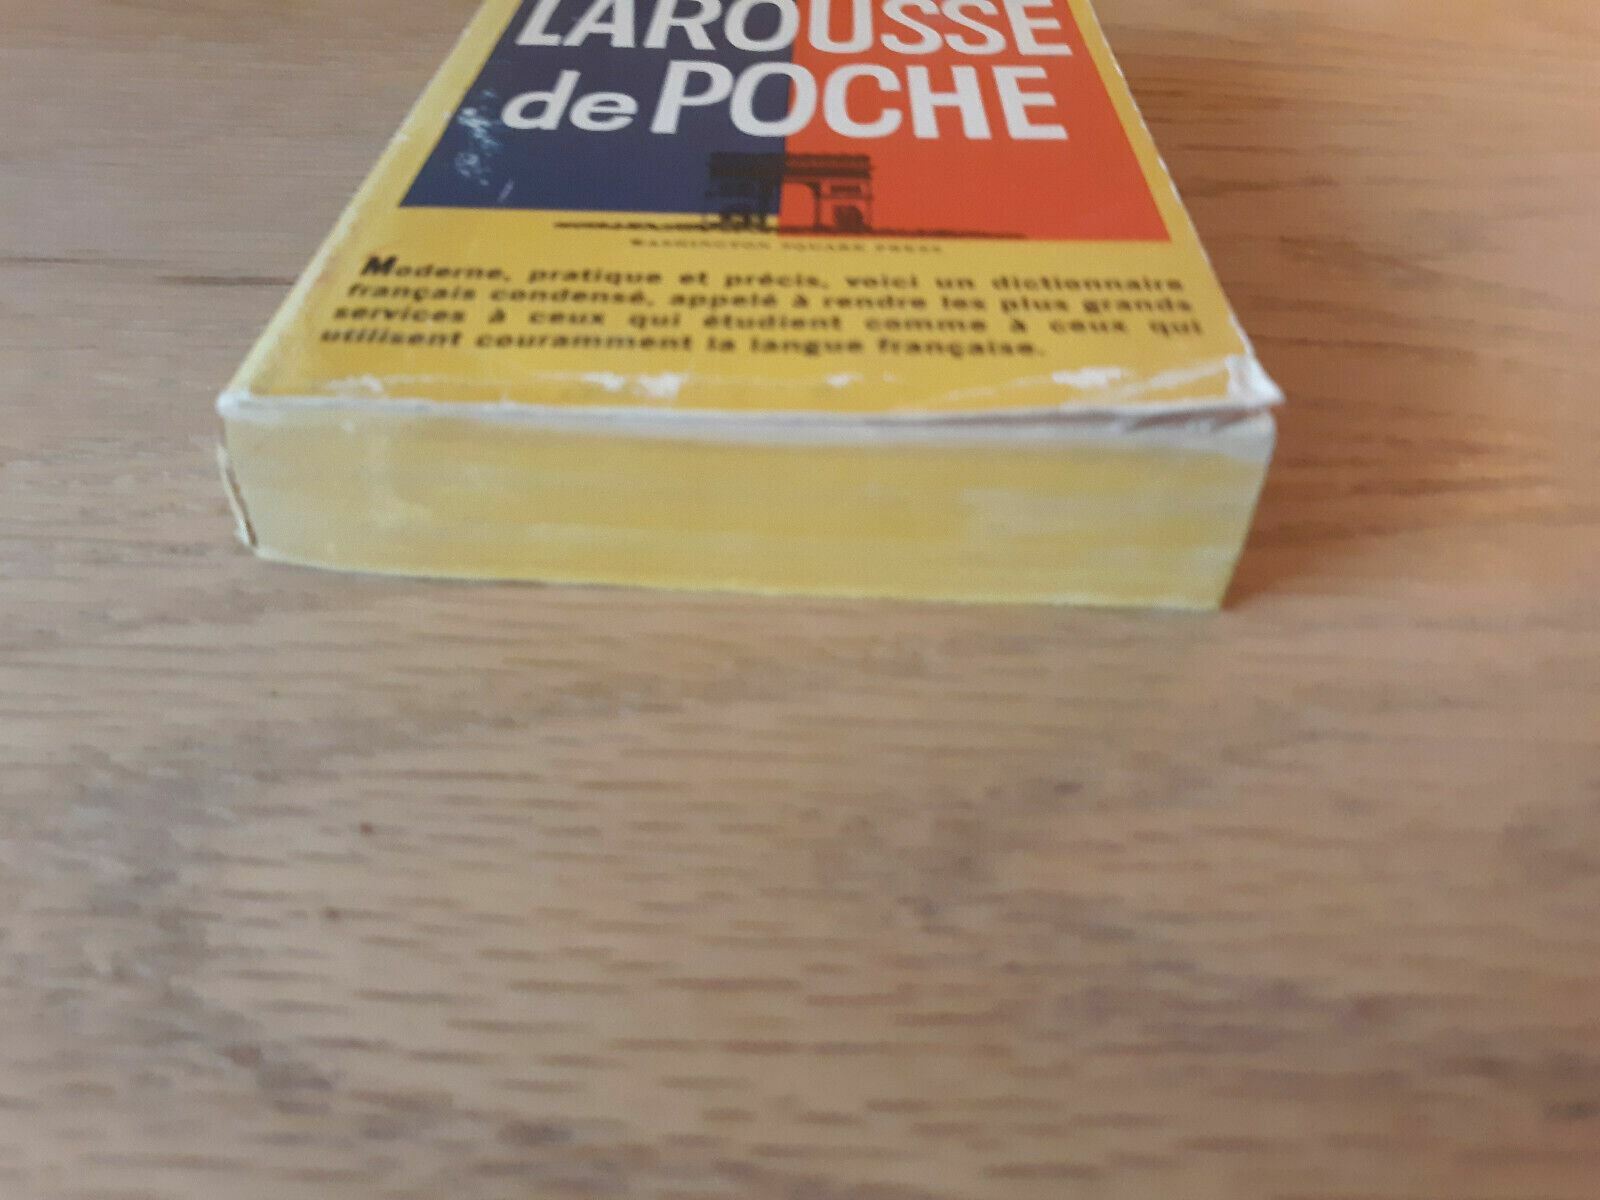 LAROUSSE
de POCHE
WASHINGTON SQUARE PRESS
Moderne, pratique et précis, voici un dictionnaire
français condensé, appelé à rendre les plus grands
services à ceux qui étudient comme à ceux qui
utilisent couramment la langue française.